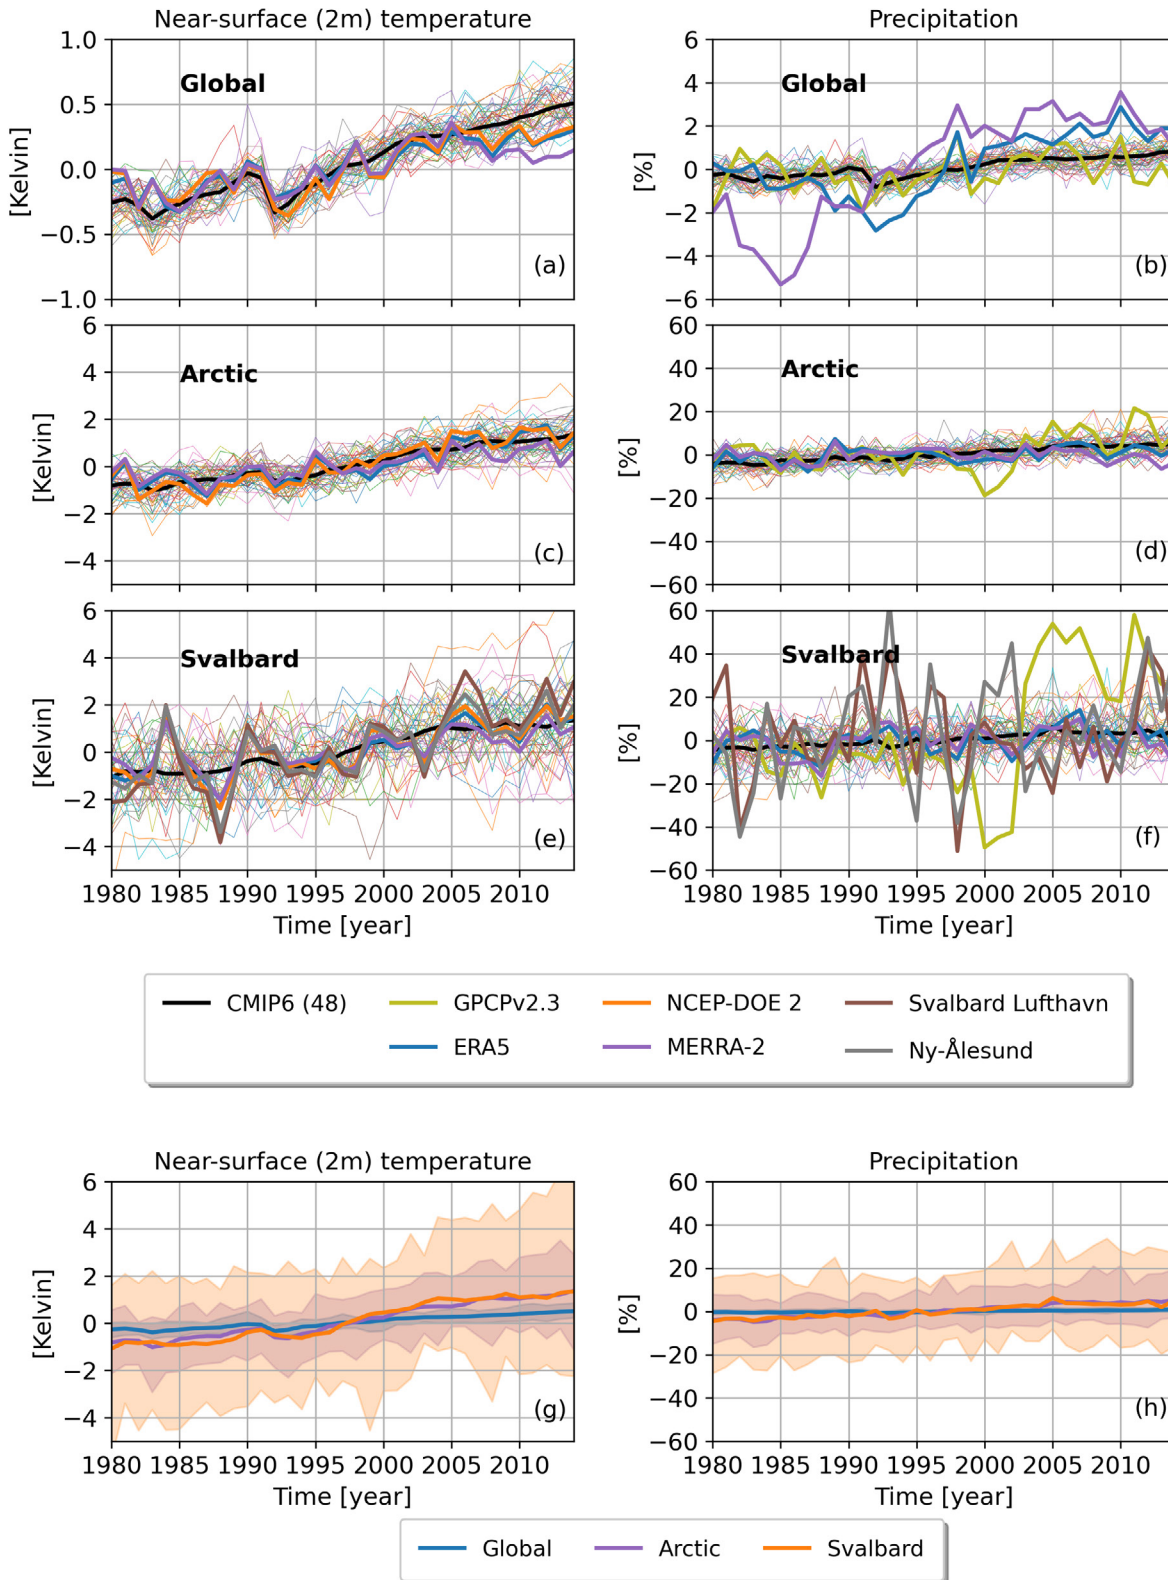 Near-surface (2m) temperature
Precipitation
1.0
0.5
0.0
−0.5
−1.0
[Kelvin]
Global
(a)
6
4
2
0
−2
−4
6
[%]
Global
(b)
6
4
2
0
−2
−4
[Kelvin]
Arctic
(c)
60
40
20
0
−20
−40
−60
[%]
Arctic
(d)
6
4
2
0
−2
−4
[Kelvin]
Svalbard
(e)
1980 1985 1990 1995 2000 2005 2010
Time [year]
60
40
20
0
−20
−40
−60
[%]
Svalbard
(f)
1980 1985 1990 1995 2000 2005 2010
Time [year]
CMIP6 (48) GPCPv2.3 NCEP-DOE 2 Svalbard Lufthavn
ERA5 MERRA-2 Ny-Ålesund
Near-surface (2m) temperature
Precipitation
6
4
2
0
−2
−4
[Kelvin]
(g)
1980 1985 1990 1995 2000 2005 2010
Time [year]
60
40
20
0
−20
−40
−60
[%]
(h)
1980 1985 1990 1995 2000 2005 2010
Time [year]
Global Arctic Svalbard